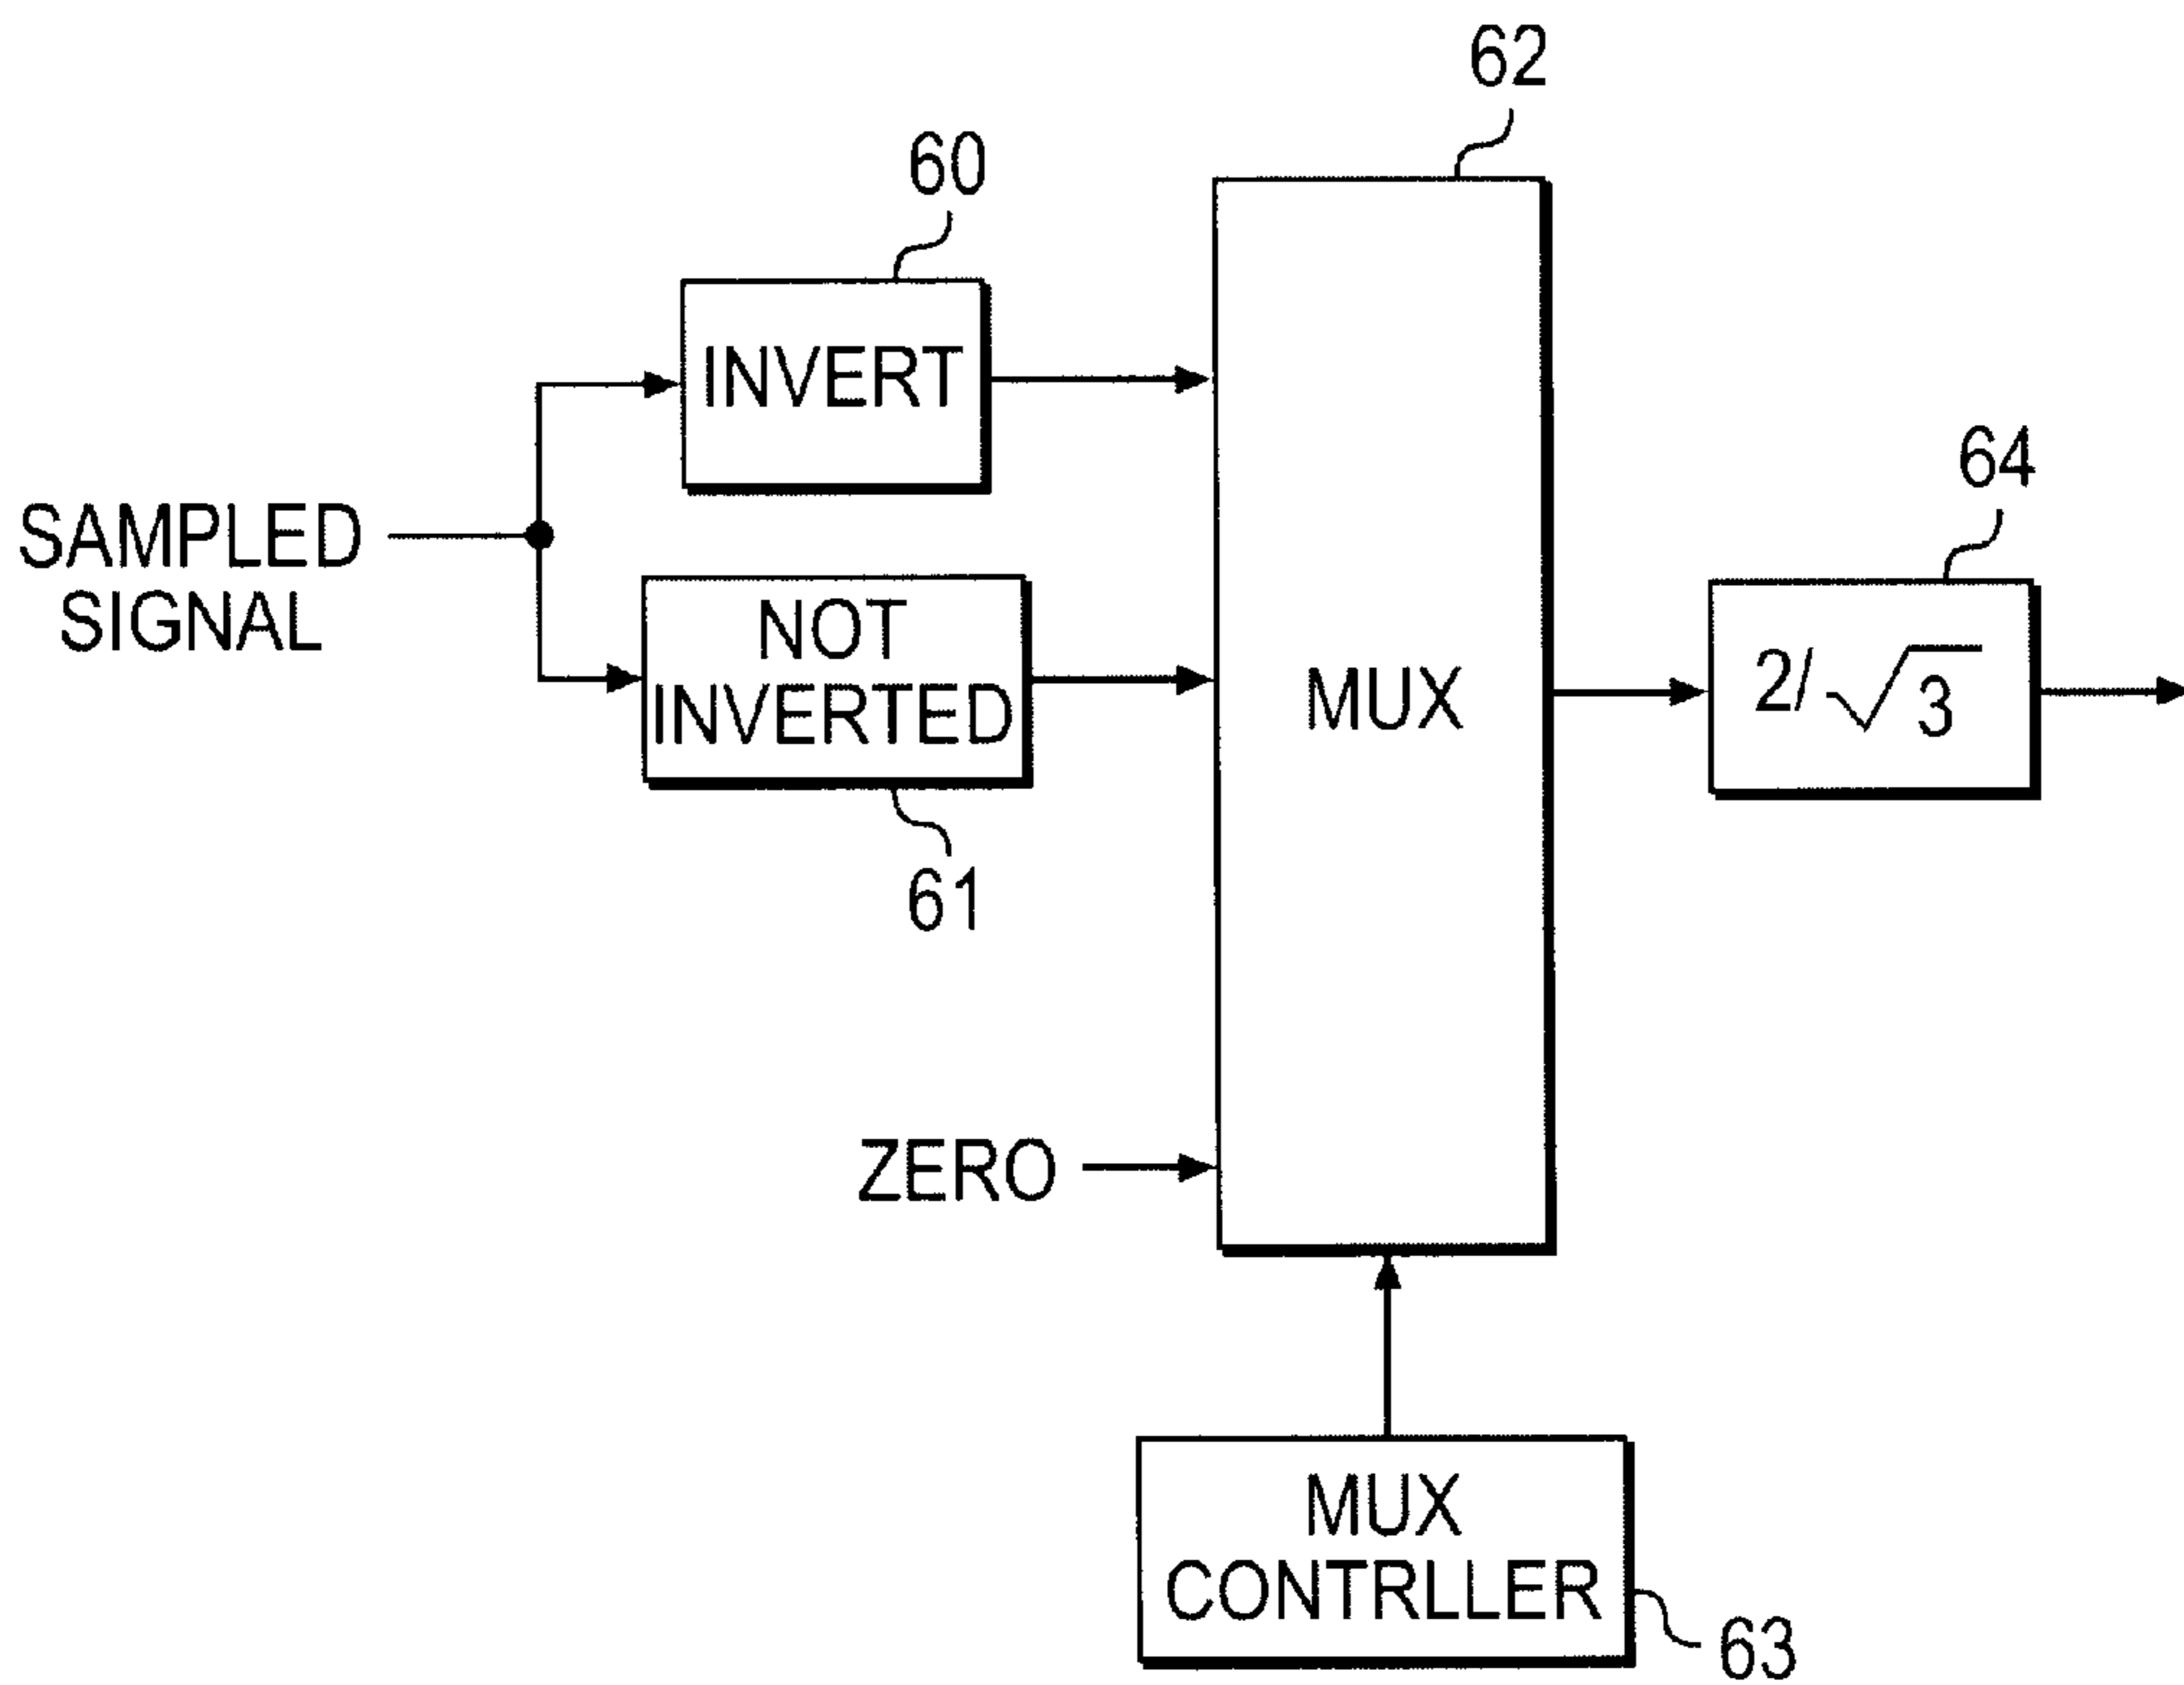 62
60
INVERT
64
SAMPLED
SIGNAL
NOT
INVERTED
MUX
2/√3
61
ZERO
MUX
CONTRLLER
63